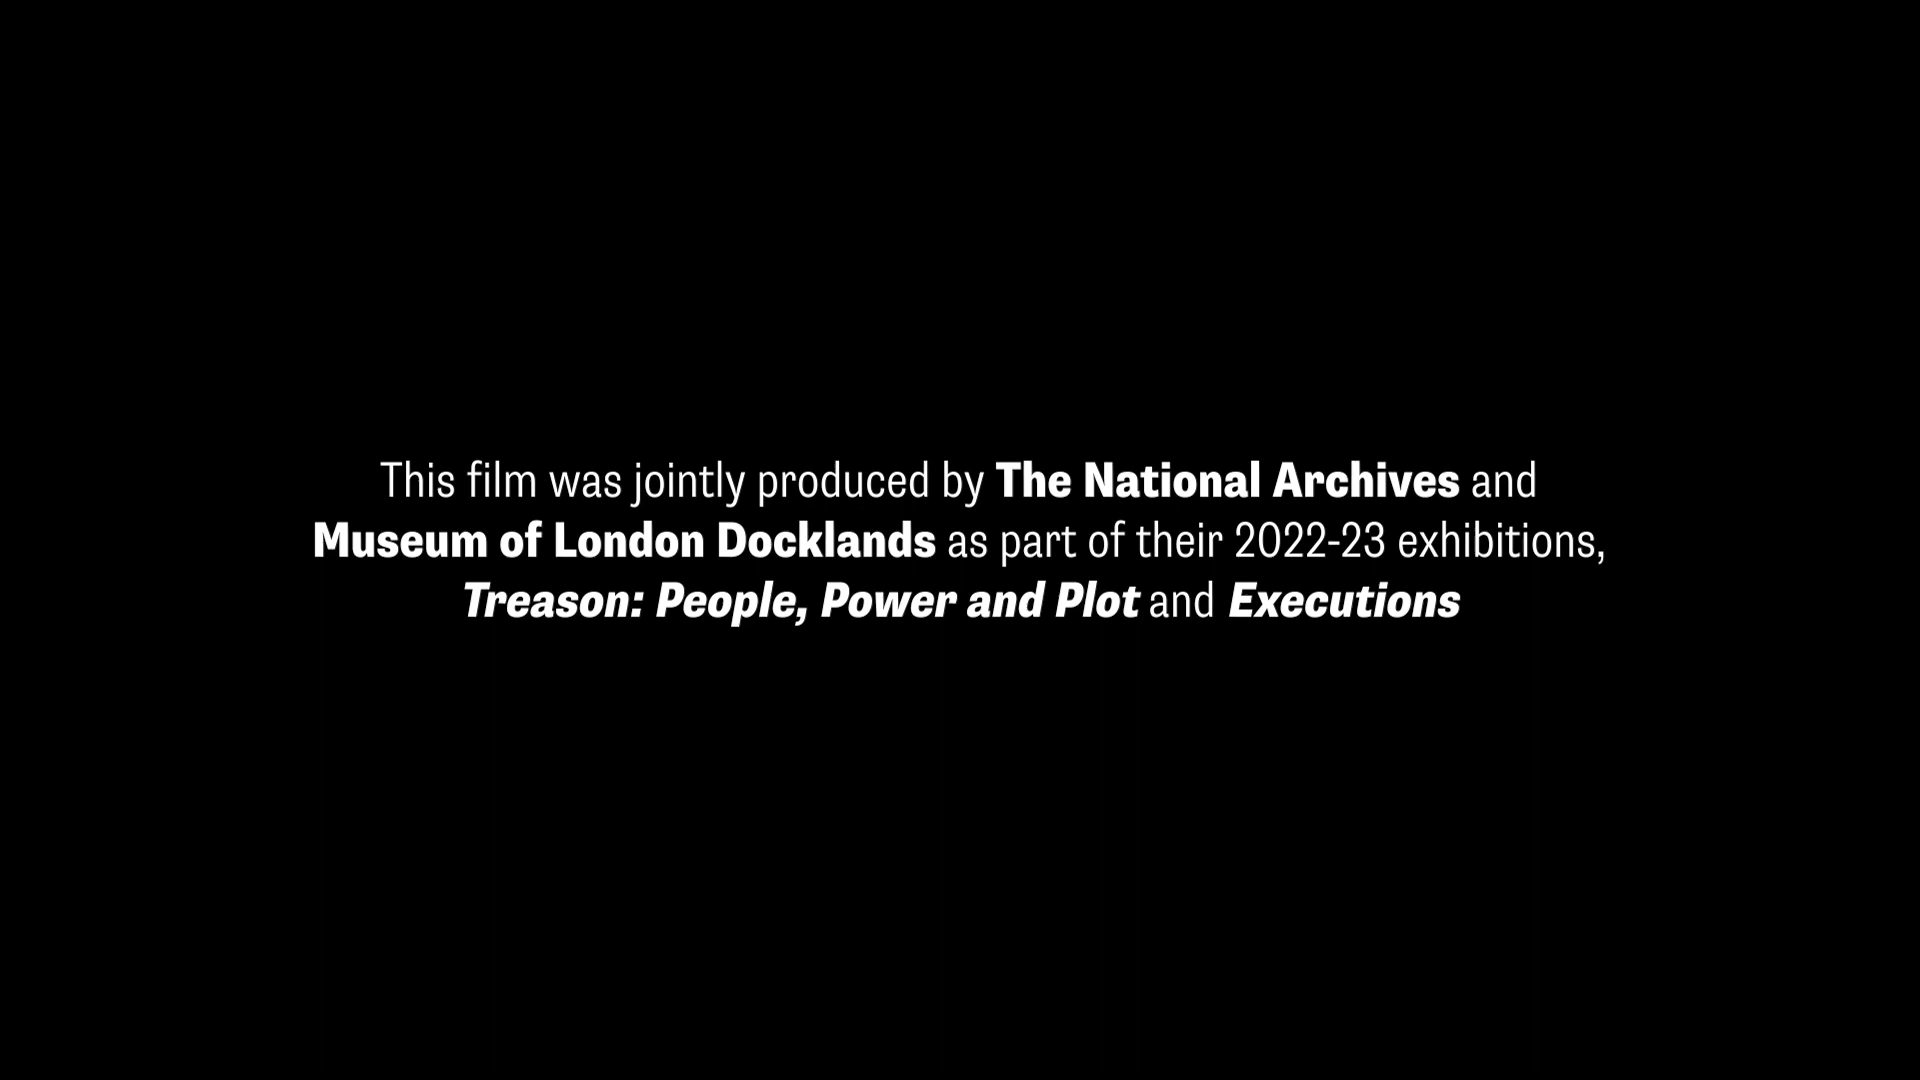 This film was jointly produced by The National Archives and
Museum of London Docklands as part of their 2022-23 exhibitions,
Treason: People, Power and Plot and Executions